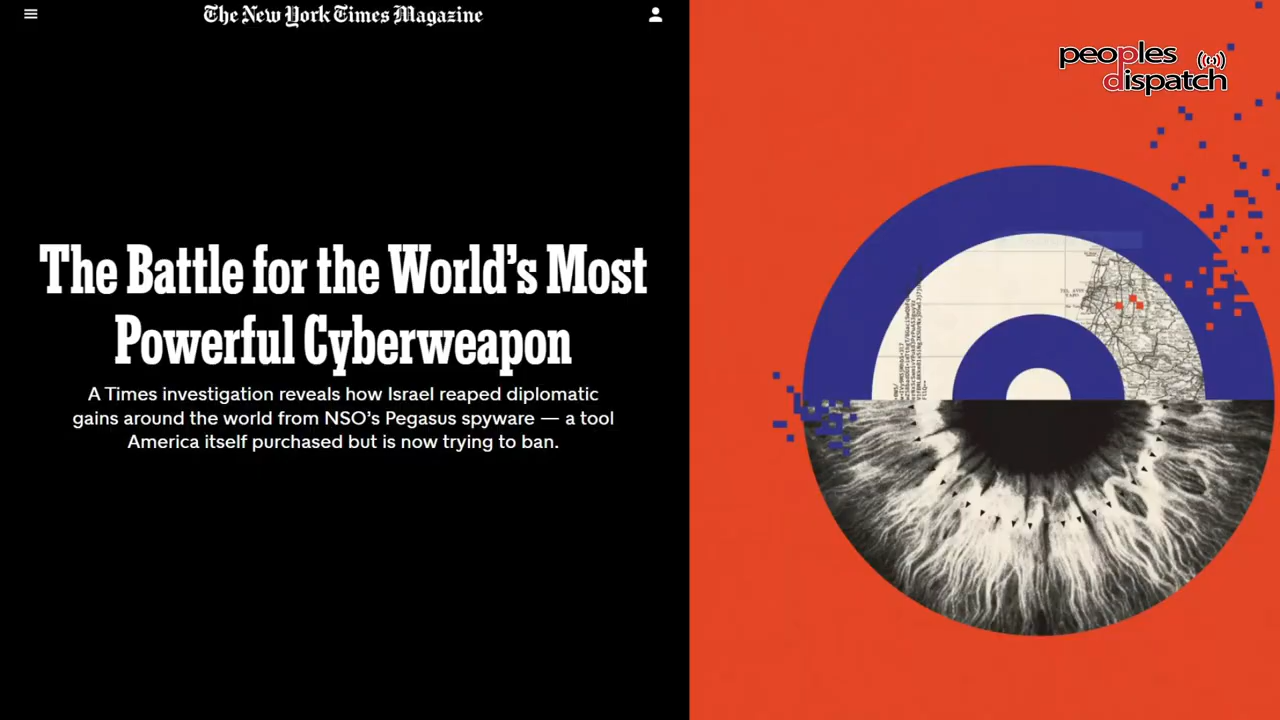 The New York Times Magazine
peoples
dispatch
The Battle for the World's Most
Powerful Cyberweapon
A Times investigation reveals how Israel reaped diplomatic
gains around the world from NSO's Pegasus spyware — a tool
America itself purchased but is now trying to ban.